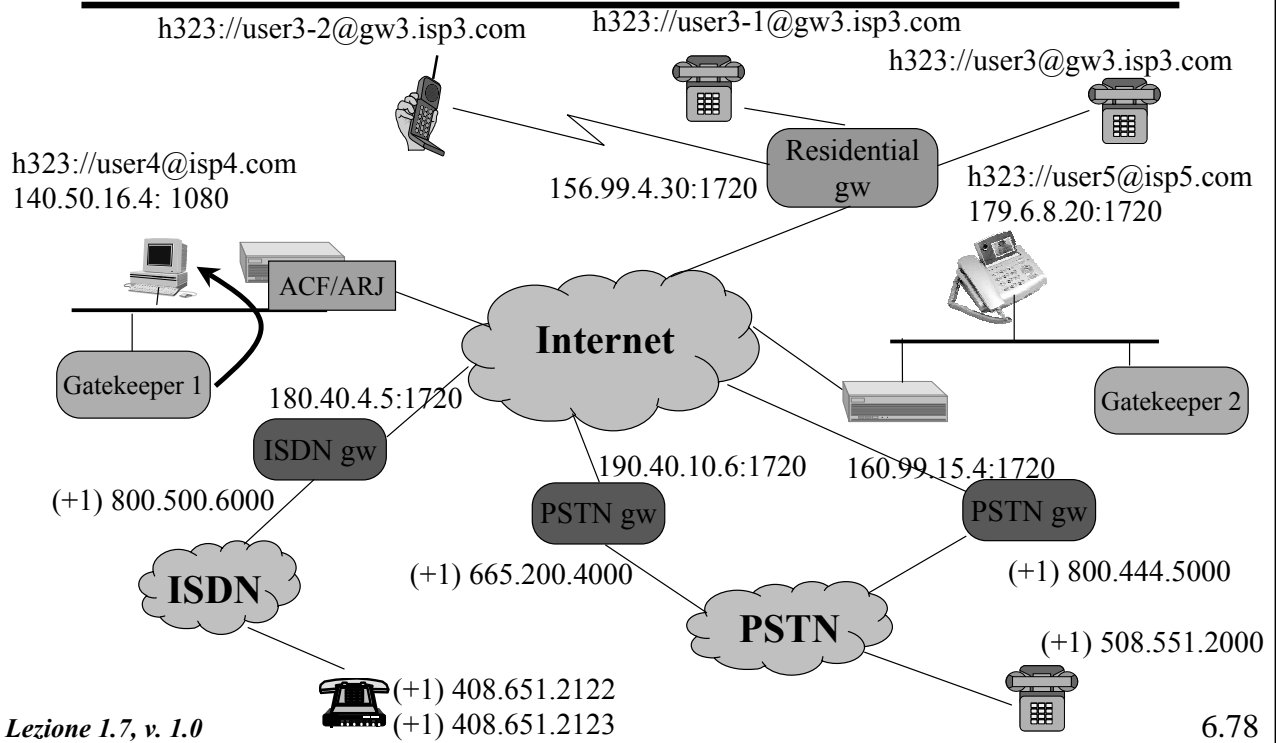 h323://user3-2@gw3.isp3.com
h323://user3-1@gw3.isp3.com
h323://user3@gw3.isp3.com
h323://user4@isp4.com
140.50.16.4: 1080
Residential
gw
156.99.4.30:1720
h323://user5@isp5.com
179.6.8.20:1720
ACF/ARJ
Internet
Gatekeeper 1
180.40.4.5:1720
Gatekeeper 2
ISDN gw
190.40.10.6:1720
160.99.15.4:1720
(+1) 800.500.6000
PSTN gw
PSTN gw
(+1) 665.200.4000
(+1) 800.444.5000
ISDN
PSTN
(+1) 508.551.2000
(+1) 408.651.2122
(+1) 408.651.2123
Lezione 1.7, v. 1.0
6.78